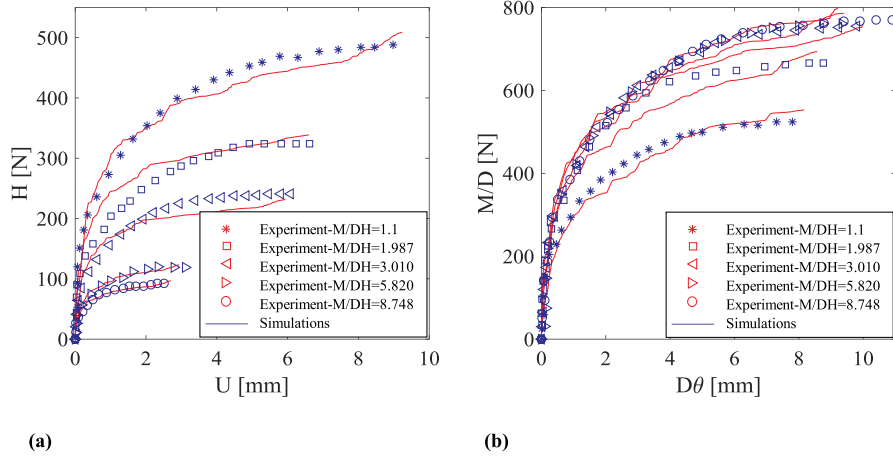 500
400
300
200
100
0
H [N]
0 2 4 6 8 10
U [mm]
Experiment-M/DH=1.1
Experiment-M/DH=1.987
Experiment-M/DH=3.010
Experiment-M/DH=5.820
Experiment-M/DH=8.748
Simulations
(a)
800
600
400
200
0
M/D [N]
0 2 4 6 8 10
Dθ [mm]
Experiment-M/DH=1.1
Experiment-M/DH=1.987
Experiment-M/DH=3.010
Experiment-M/DH=5.820
Experiment-M/DH=8.748
Simulations
(b)